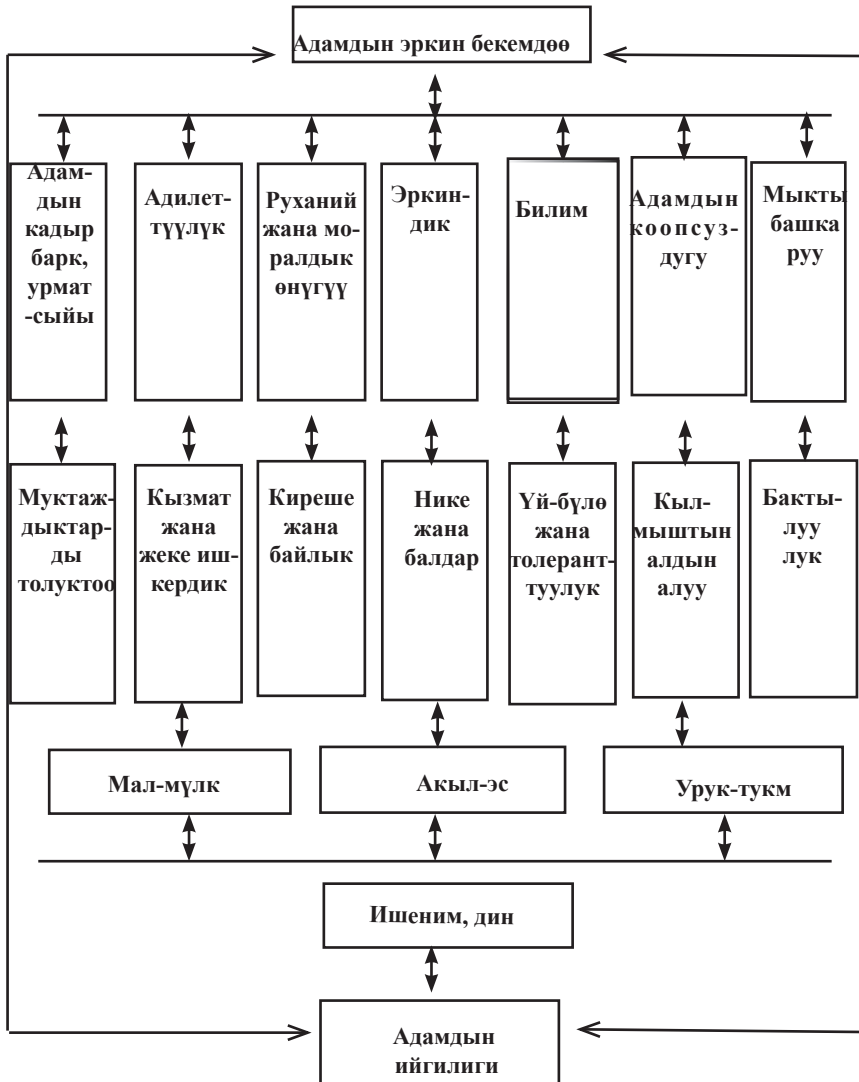 Адамдын эркин бекемдөө
Адам-
дын
кадыр
барк,
урмат
-сыйы
Адилет-
түүлүк
Руханий
жана мо-
ралдык
өнүгүү
Эркин-
дик
Билим
Адамдын
коопсуз-
дугу
Мыкты
башка
руу
Муктаж-
дыктар-
ды
толуктоо
Кызмат
жана
жеке иш-
кердик
Киреше
жана
байлык
Нике
жана
балдар
Үй-бүлө
жана
толерант-
туулук
Кыл-
мыштын
алдын
алуу
Бакты-
луу
лук
Мал-мүлк
Акыл-эс
Урук-тукм
Ишеним, дин
Адамдын
ийгилиги